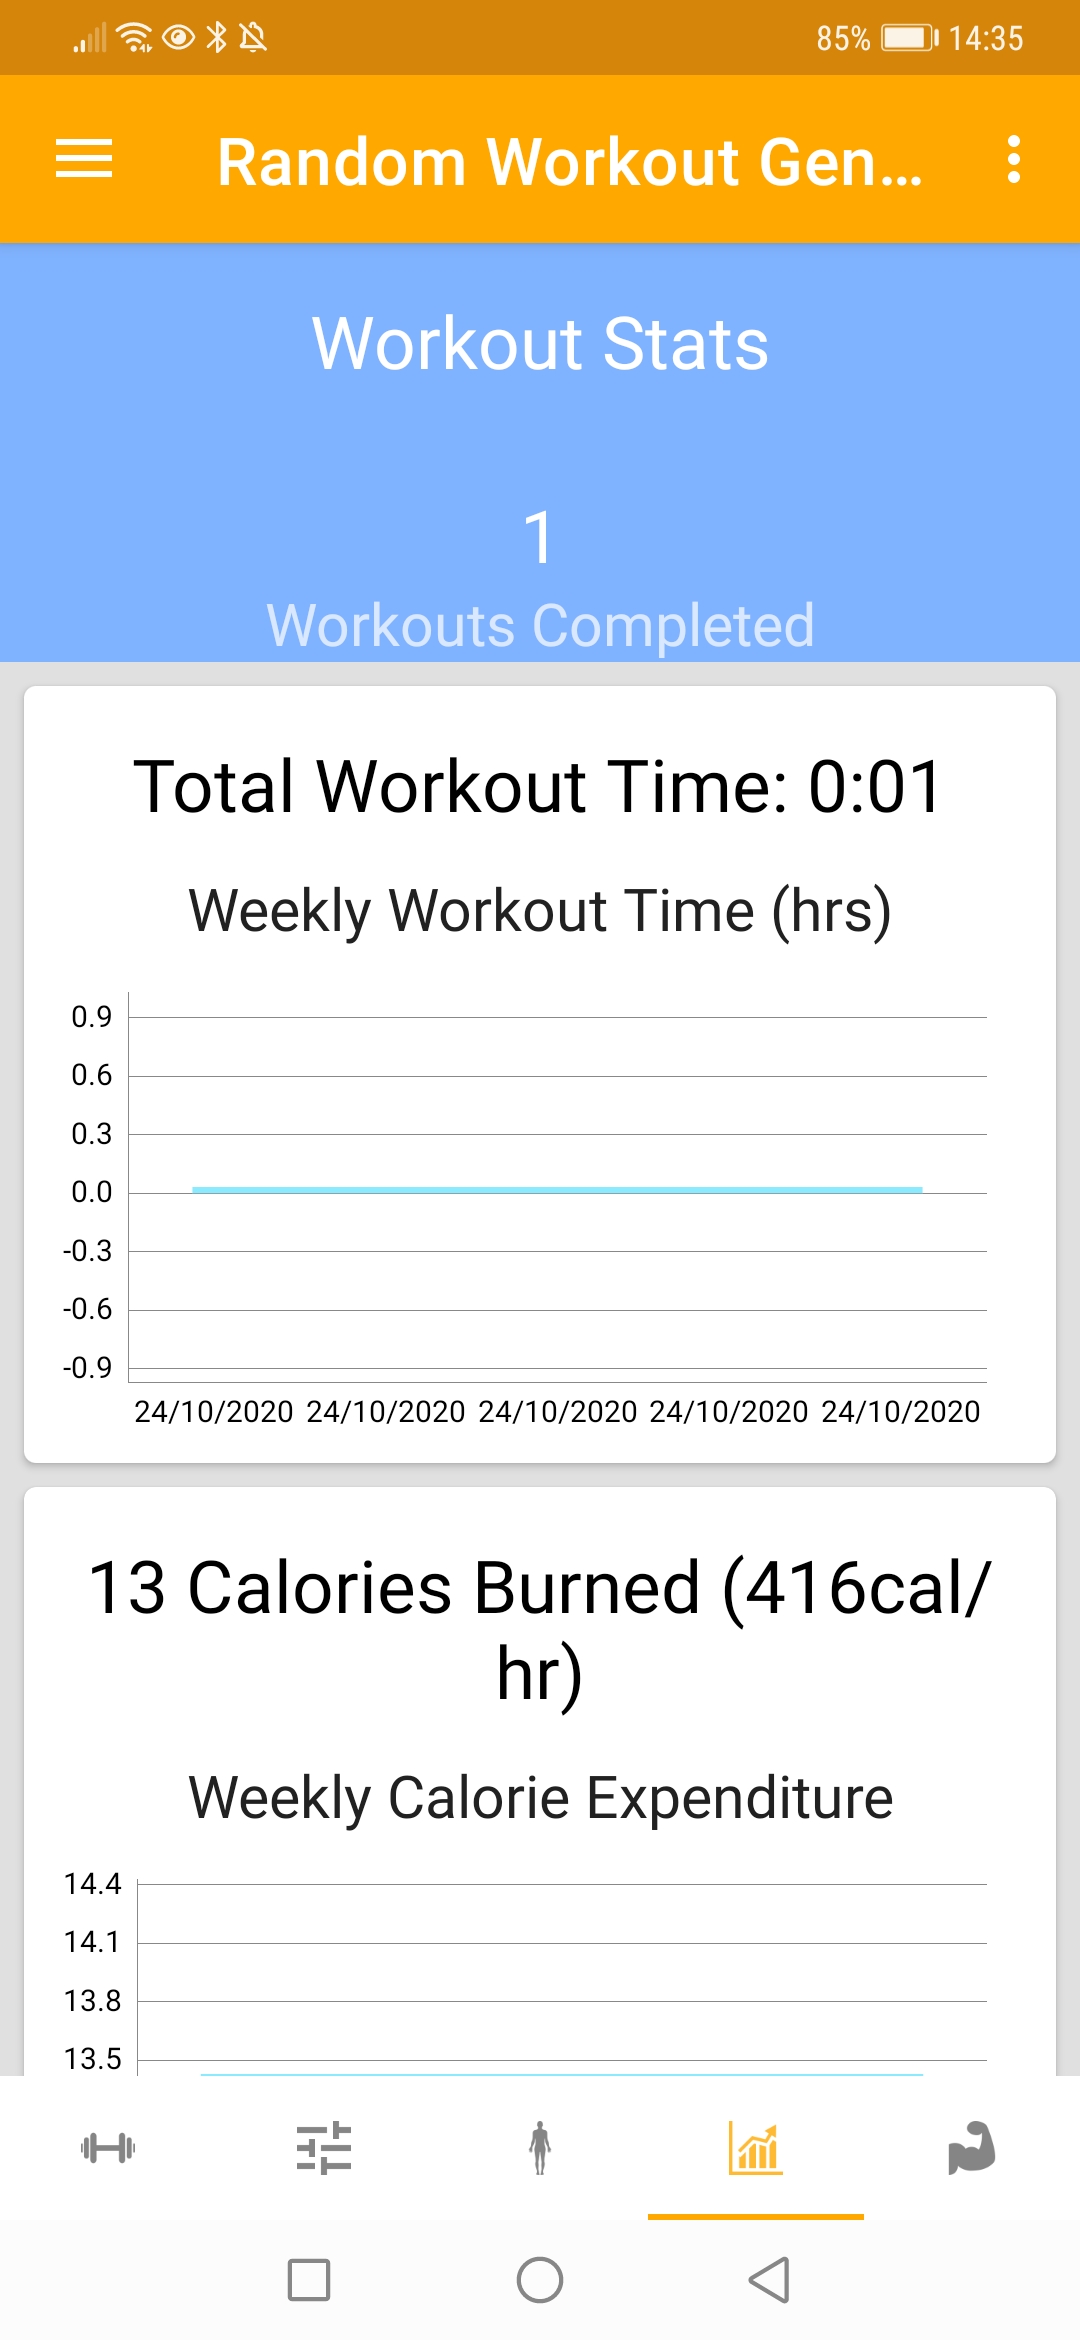 85% 14:35
Random Workout Gen...
Workout Stats
1
Workouts Completed
Total Workout Time: 0:01
Weekly Workout Time (hrs)
0.9
0.6
0.3
0.0
-0.3
-0.6
-0.9
24/10/2020 24/10/2020 24/10/2020 24/10/2020 24/10/2020
13 Calories Burned (416cal/
hr)
Weekly Calorie Expenditure
14.4
14.1
13.8
13.5